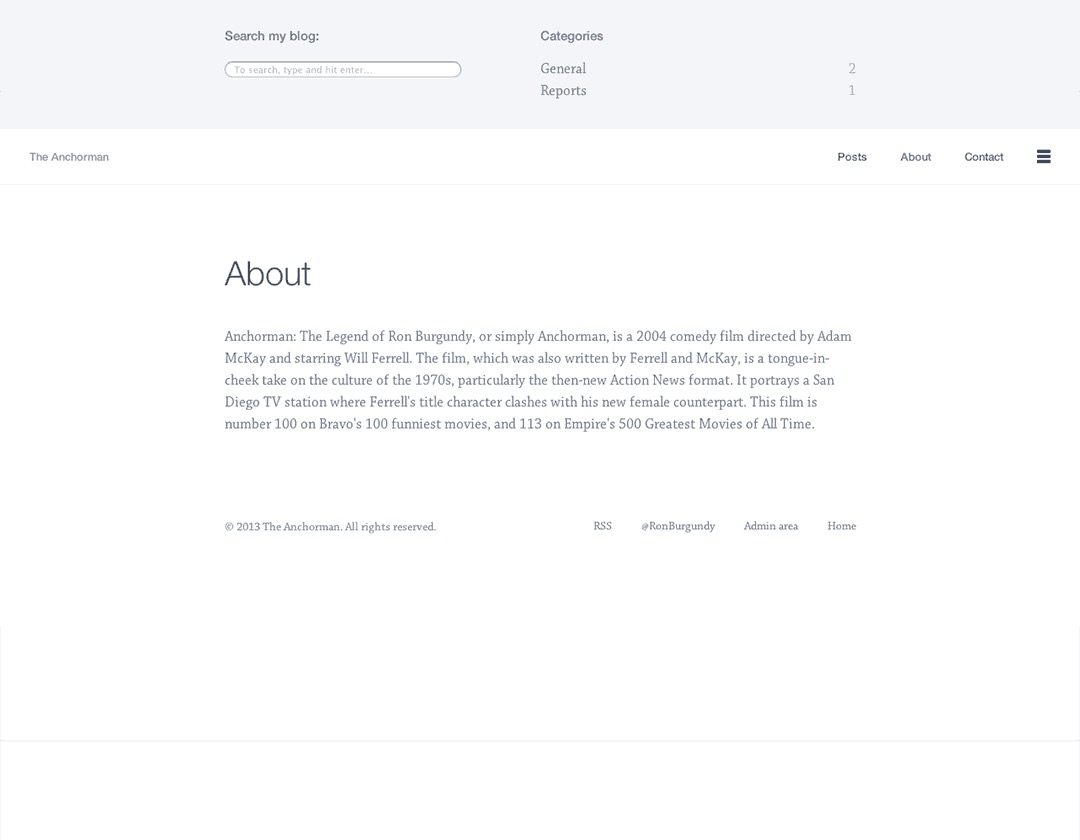 Search my blog:
To search, type and hit enter...
Categories
General 2
Reports 1
The Anchorman
Posts About Contact
About
Anchorman: The Legend of Ron Burgundy, or simply Anchorman, is a 2004 comedy film directed by Adam
McKay and starring Will Ferrell. The film, which was also written by Ferrell and McKay, is a tongue-in-
cheek take on the culture of the 1970s, particularly the then-new Action News format. It portrays a San
Diego TV station where Ferrell's title character clashes with his new female counterpart. This film is
number 100 on Bravo's 100 funniest movies, and 113 on Empire's 500 Greatest Movies of All Time.
© 2013 The Anchorman. All rights reserved.
RSS @RonBurgundy Admin area Home